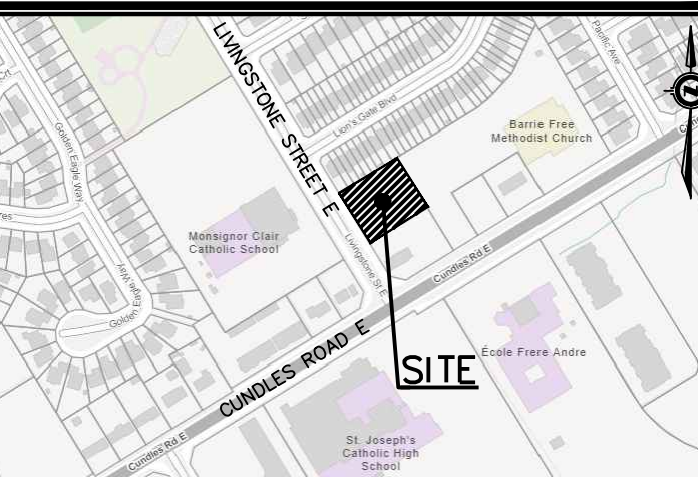 LIVINGSTONE STREET E
Pacific Ave
Lion's Gate Blvd
Barrie Free
Methodist Church
Golden Eagle Way
Monsignor Clair
Catholic School
Livingstone St E
Cundles Rd E
Golden Eagle Way
CUNDLES ROAD E
SITE
École Frere Andre
St. Joseph's
Catholic High
School
Cundles Rd E
N